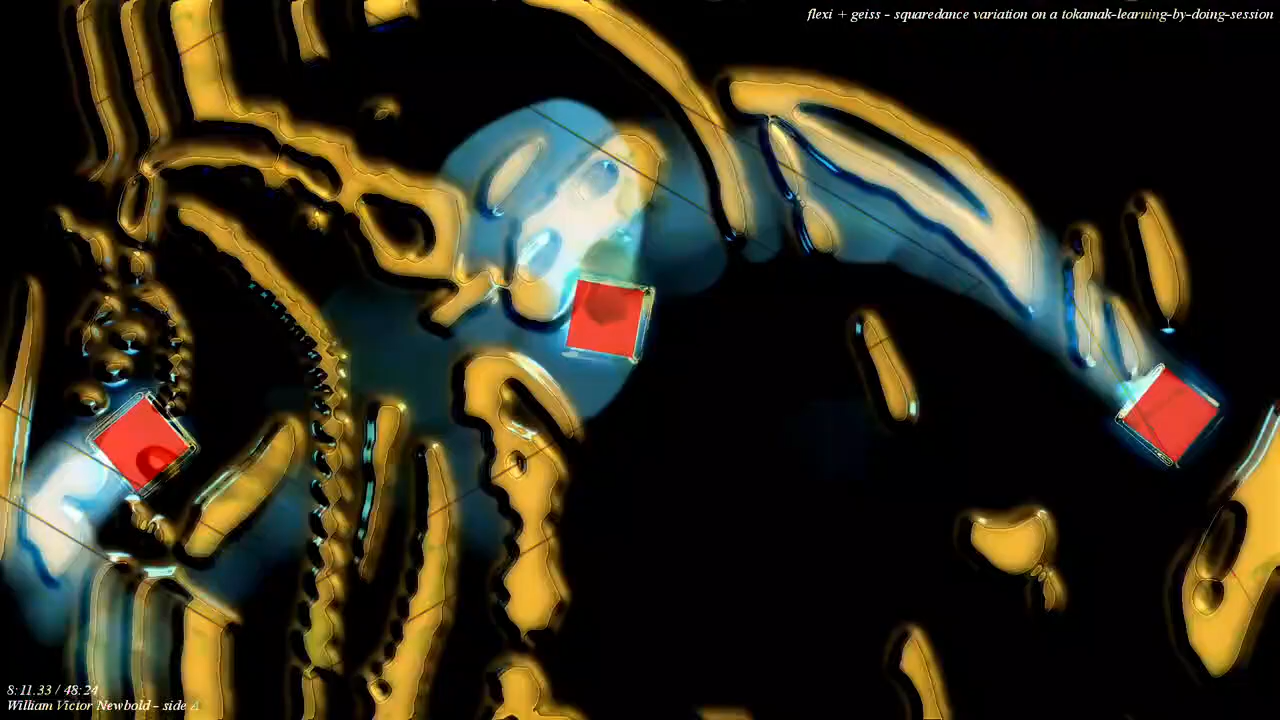 flexi + geiss - squaredance variation on a tokamak-learning-by-doing-session
8:11.33 / 48:24
William Victor Newbold - side